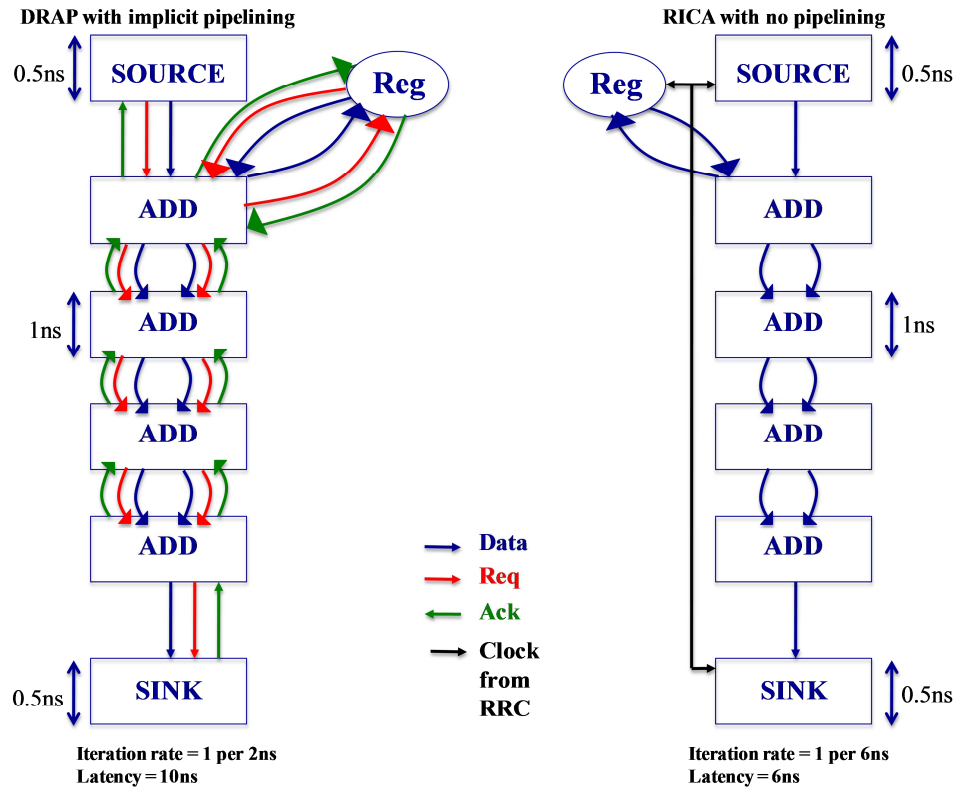 DRAP with implicit pipelining
SOURCE
0.5ns
Reg
ADD
ADD
1ns
ADD
ADD
SINK
0.5ns
Iteration rate = 1 per 2ns
Latency = 10ns
Data
Req
Ack
Clock
from
RRC
RICA with no pipelining
Reg
SOURCE
0.5ns
ADD
ADD
1ns
ADD
ADD
SINK
0.5ns
Iteration rate = 1 per 6ns
Latency = 6ns